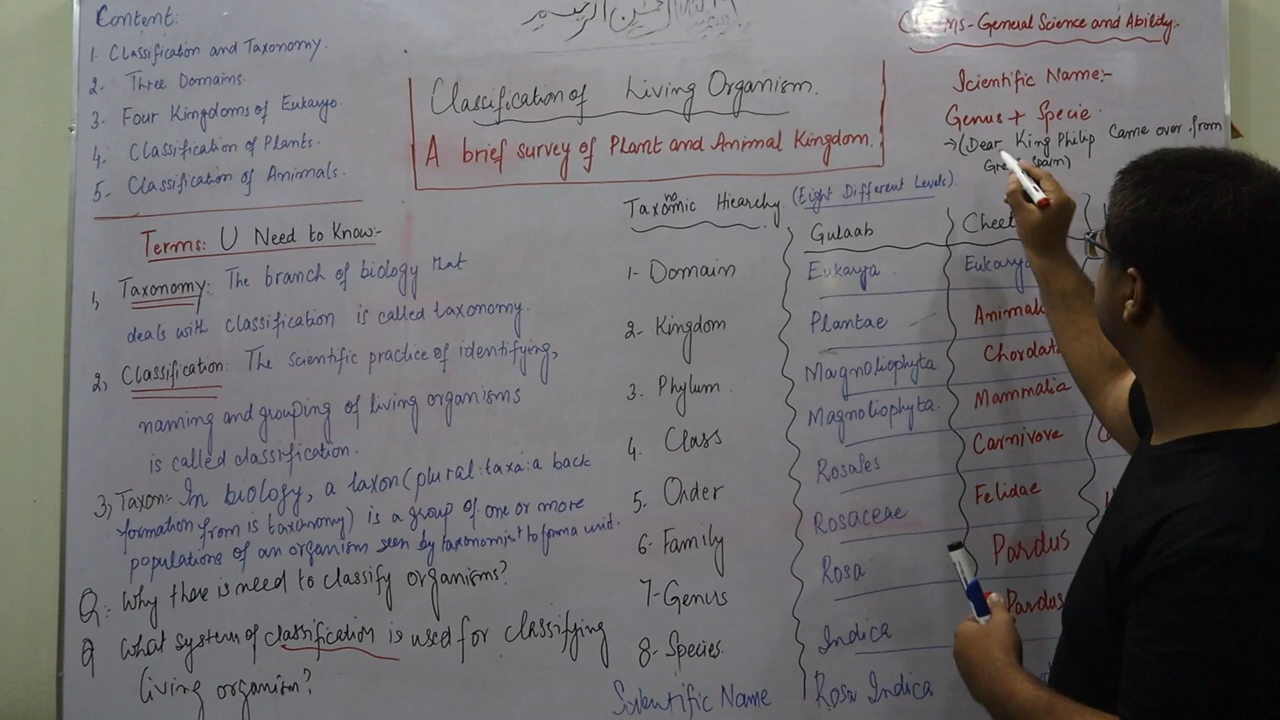 Content:
1. Classification and Taxonomy.
2. Three Domains.
3. Four Kingdoms of Eukaryo.
4. Classification of Plants.
5. Classification of Animals.
Classification of Living Organism.
A brief survey of Plant and Animal Kingdom.
- General Science and Ability:-
Scientific Name:-
Genus + Specie.
→(Dear King Philip Came over from
Terms: U Need to Know:-
1, Taxonomy: The branch of biology that
deals with classification is called taxonomy.
2, Classification: The scientific practice of identifying,
naming and grouping of living organisms
is called classification.
3, Taxon:- In biology, a taxon (plural:taxa:a back
formation from is taxonomy) is a group of one or more
populations of an organism seen by taxonomist to form a unit.
Q:- Why there is need to classify organisms?
Q What system of classification is used for classifying
living organism?
Taxonomic Hiearchy. (Eight Different Levels).
1- Domain
2- Kingdom
3. Phylum.
4. Class
5. Order
6- Family
7- Genus
8- Species.
Scientific Name
Gulaab
Eukarya
Plantae
Magnoliophyta
Magnoliophyta.
Rosales
Rosaceae
Rosa
Indica
Rosa Indica
Eukarya
Mammalia
Carnivore
Felidae
Pardus
Pardus